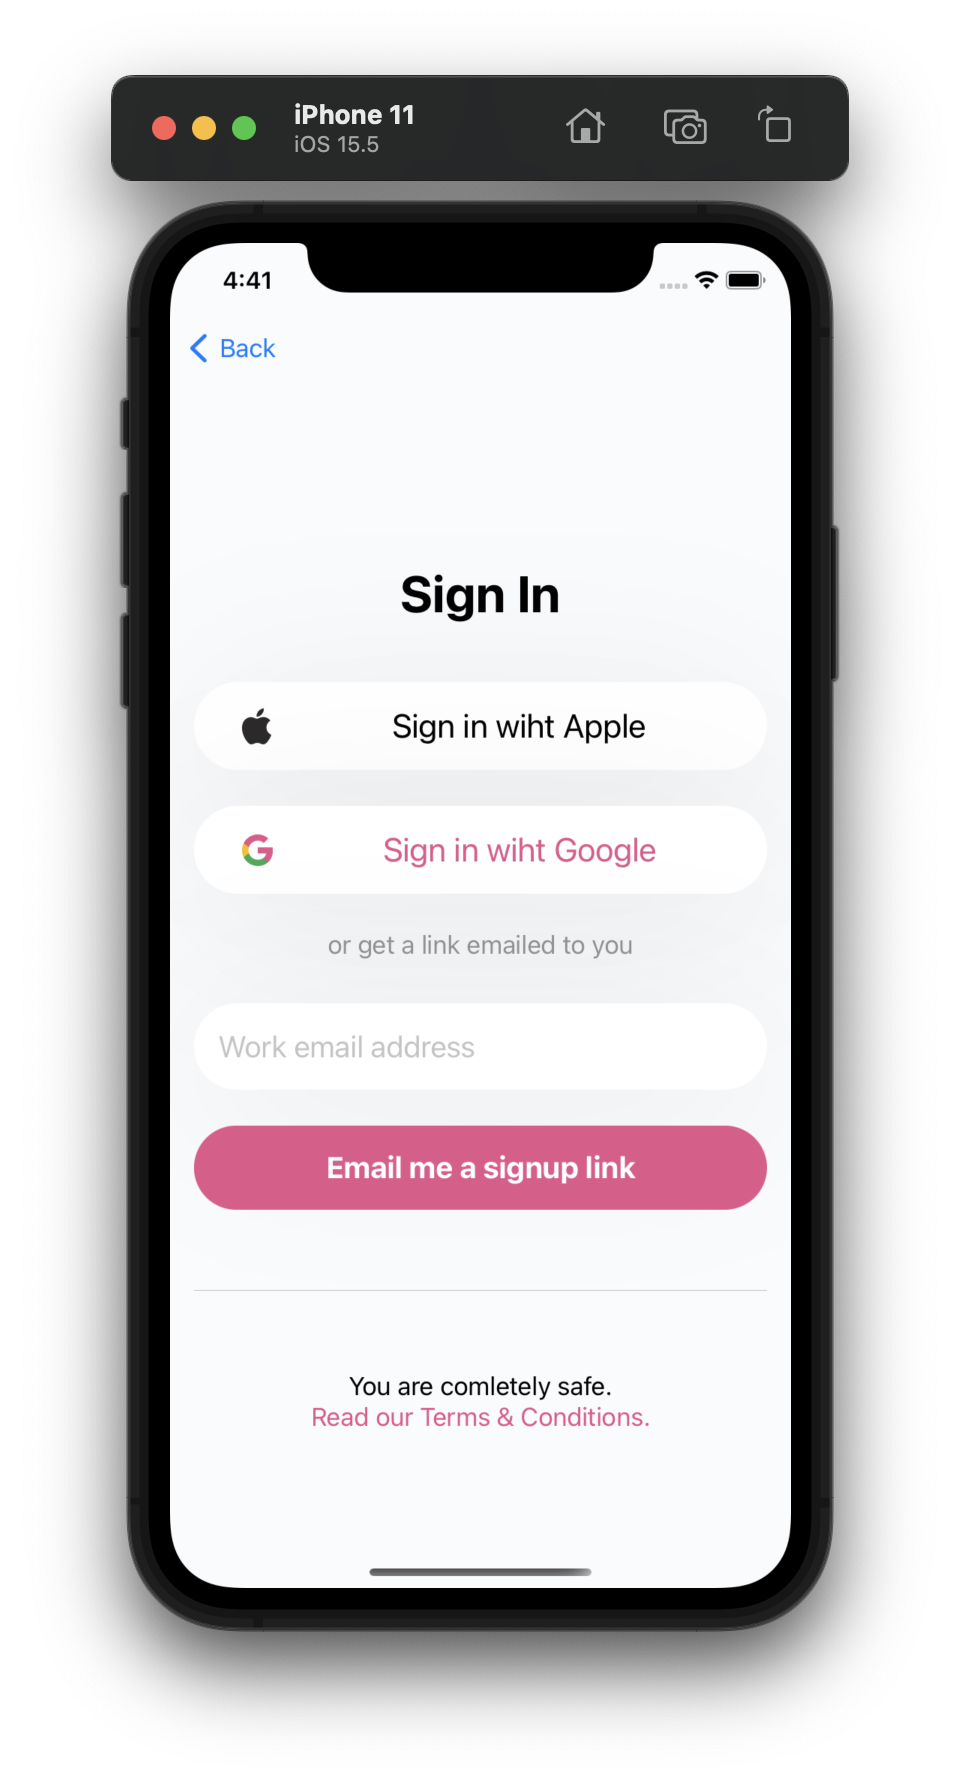 iPhone 11
iOS 15.5
4:41
Back
Sign In
Sign in wiht Apple
Sign in wiht Google
or get a link emailed to you
Work email address
Email me a signup link
You are comletely safe.
Read our Terms & Conditions.